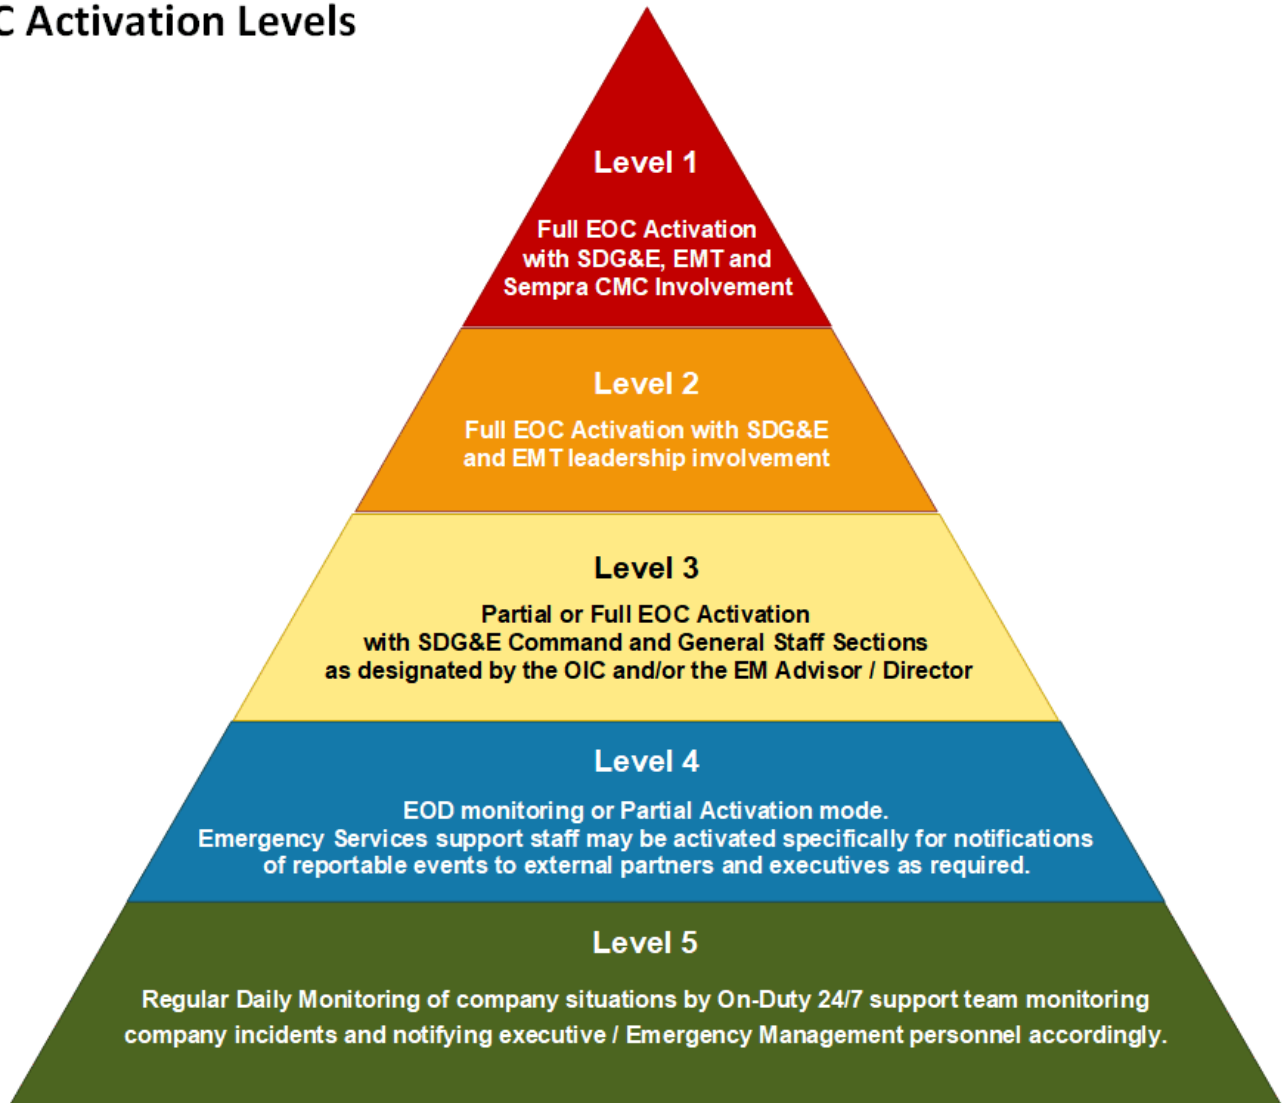 C Activation Levels
Level 1
Full EOC Activation
with SDG&E, EMT and
Sempra CMC Involvement
Level 2
Full EOC Activation with SDG&E
and EMT leadership involvement
Level 3
Partial or Full EOC Activation
with SDG&E Command and General Staff Sections
as designated by the OIC and/or the EM Advisor / Director
Level 4
EOD monitoring or Partial Activation mode.
Emergency Services support staff may be activated specifically for notifications
of reportable events to external partners and executives as required.
Level 5
Regular Daily Monitoring of company situations by On-Duty 24/7 support team monitoring
company incidents and notifying executive / Emergency Management personnel accordingly.